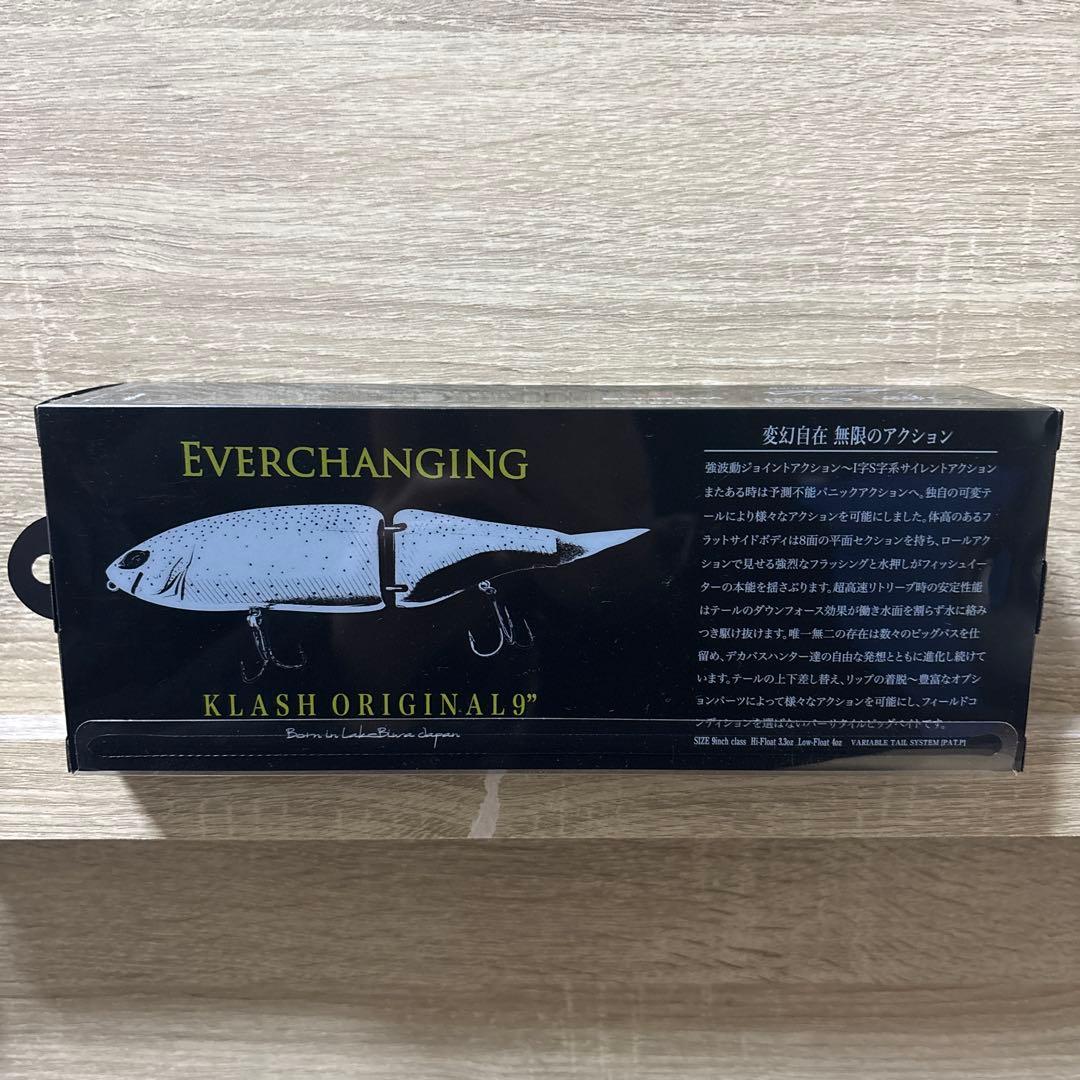 EVERCHANGING
KLASH ORIGINAL 9”
Born in LakeBiwa Japan
変幻自在 無限のアクション
強波動ジョイントアクション〜I字S字系サイレントアクション
またある時は予測不能パニックアクションへ。独自の可変テ
ールにより様々なアクションを可能にしました。体高のあるフ
ラットサイドボディは8面の平面セクションを持ち、ロールアク
ションで見せる強烈なフラッシングと水押しがフィッシュイー
ターの本能を揺さぶります。超高速リトリーブ時の安定性能
はテールのダウンフォース効果が働き水面を割らず水に絡み
つき駆け抜けます。唯一無二の存在は数々のビッグバスを仕
留め、デカバスハンター達の自由な発想とともに進化し続けて
います。テールの上下差し替え、リップの着脱〜豊富なオプシ
ョンパーツによって様々なアクションを可能にし、フィールドコ
ンディションを選ばないバーサタイルビッグベイトです。
SIZE 9inch class Hi-Float 3.3oz Low-Float 4oz VARIABLE TAIL SYSTEM [PAT.P]